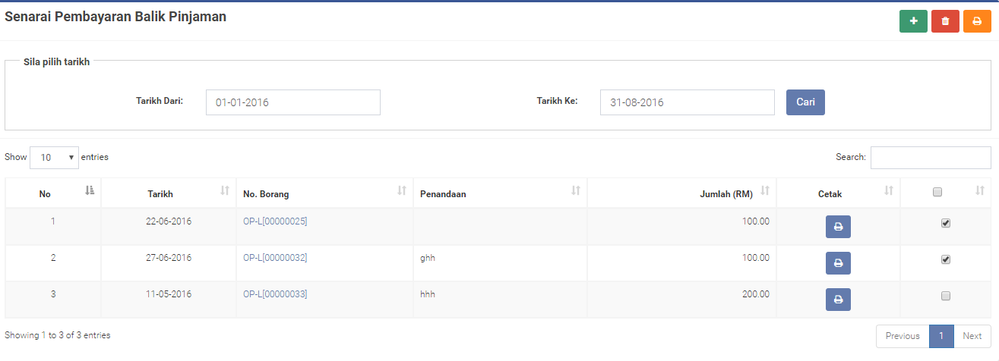 Senarai Pembayaran Balik Pinjaman
Sila pilih tarikh
Tarikh Dari: 01-01-2016 Tarikh Ke: 31-08-2016 Cari
Show 10 entries Search:
No Tarikh No. Borang Penandaan Jumlah (RM) Cetak
1 22-06-2016 OP-L[00000025] 100.00
2 27-06-2016 OP-L[00000032] ghh 100.00
3 11-05-2016 OP-L[00000033] hhh 200.00
Showing 1 to 3 of 3 entries Previous 1 Next